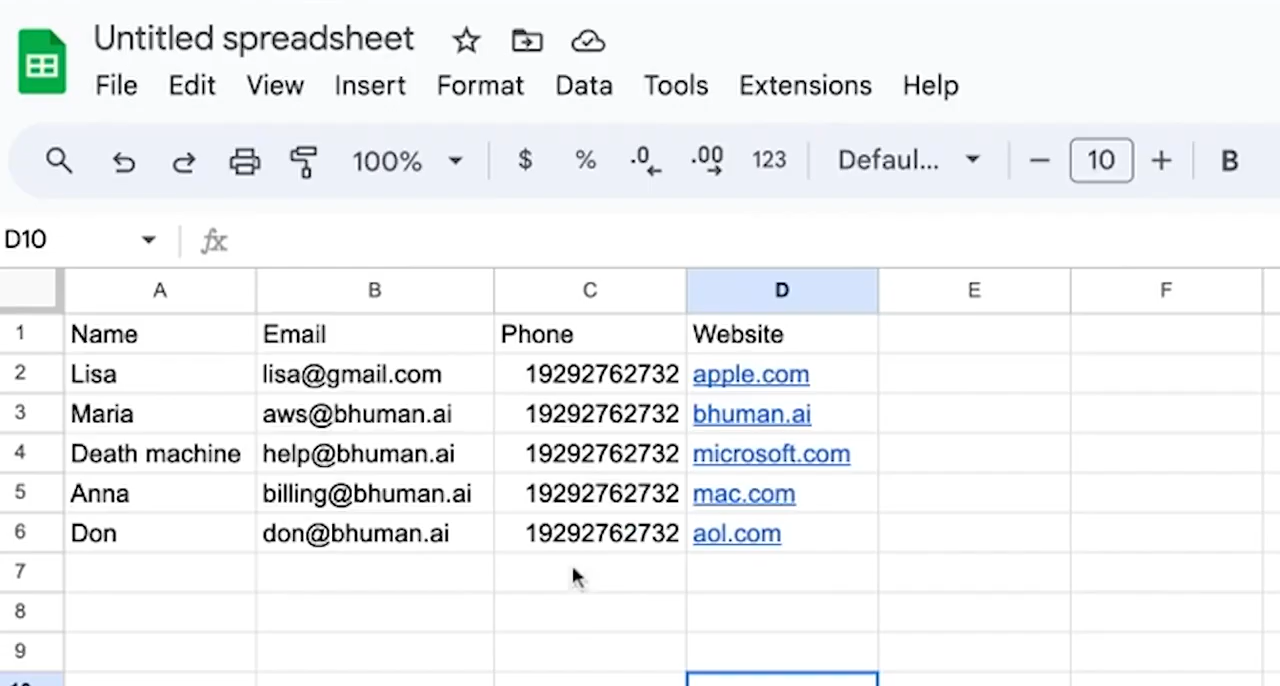 Untitled spreadsheet
File Edit View Insert Format Data Tools Extensions Help
100% $ % .0 .00 123 Defaul... 10 B
D10 fx
A B C D E F
1 Name Email Phone Website
2 Lisa lisa@gmail.com 19292762732 apple.com
3 Maria aws@bhuman.ai 19292762732 bhuman.ai
4 Death machine help@bhuman.ai 19292762732 microsoft.com
5 Anna billing@bhuman.ai 19292762732 mac.com
6 Don don@bhuman.ai 19292762732 aol.com
7
8
9